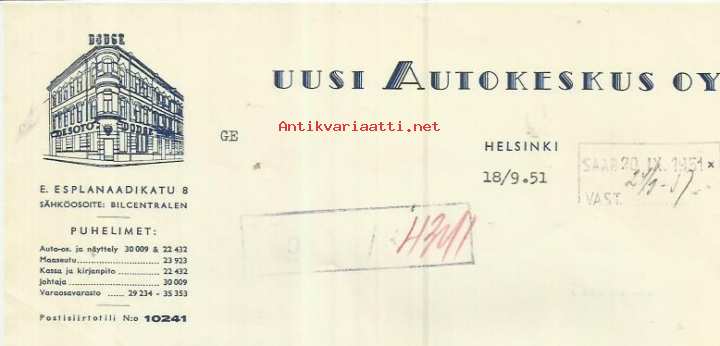 DODGE
DE SOTO DODGE
UUSI AUTOKESKUS OY
Antikvariaatti.net
GE
HELSINKI
18/9.51
SAAP. 20.IX.1951 ×
VAST.
E. ESPLANAADIKATU 8
SÄHKÖOSOITE: BILCENTRALEN
PUHELIMET:
Auto-os. ja näyttely 30 009 & 22 432
Maaseutu ........................ 23 923
Kassa ja kirjanpito .......... 22 432
Johtaja ............................ 30 009
Varaosavarasto ...... 29 234 - 35 353
Postisiirtotili N:o 10241